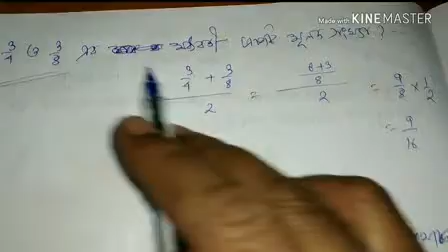 Made with KINEMASTER
3/4 ও 3/8 এর মধ্যবর্তী একটি মূলদ সংখ্যা?
(3/4 + 3/8)/2 = ((6+3)/8)/2 = 9/8 × 1/2
= 9/16